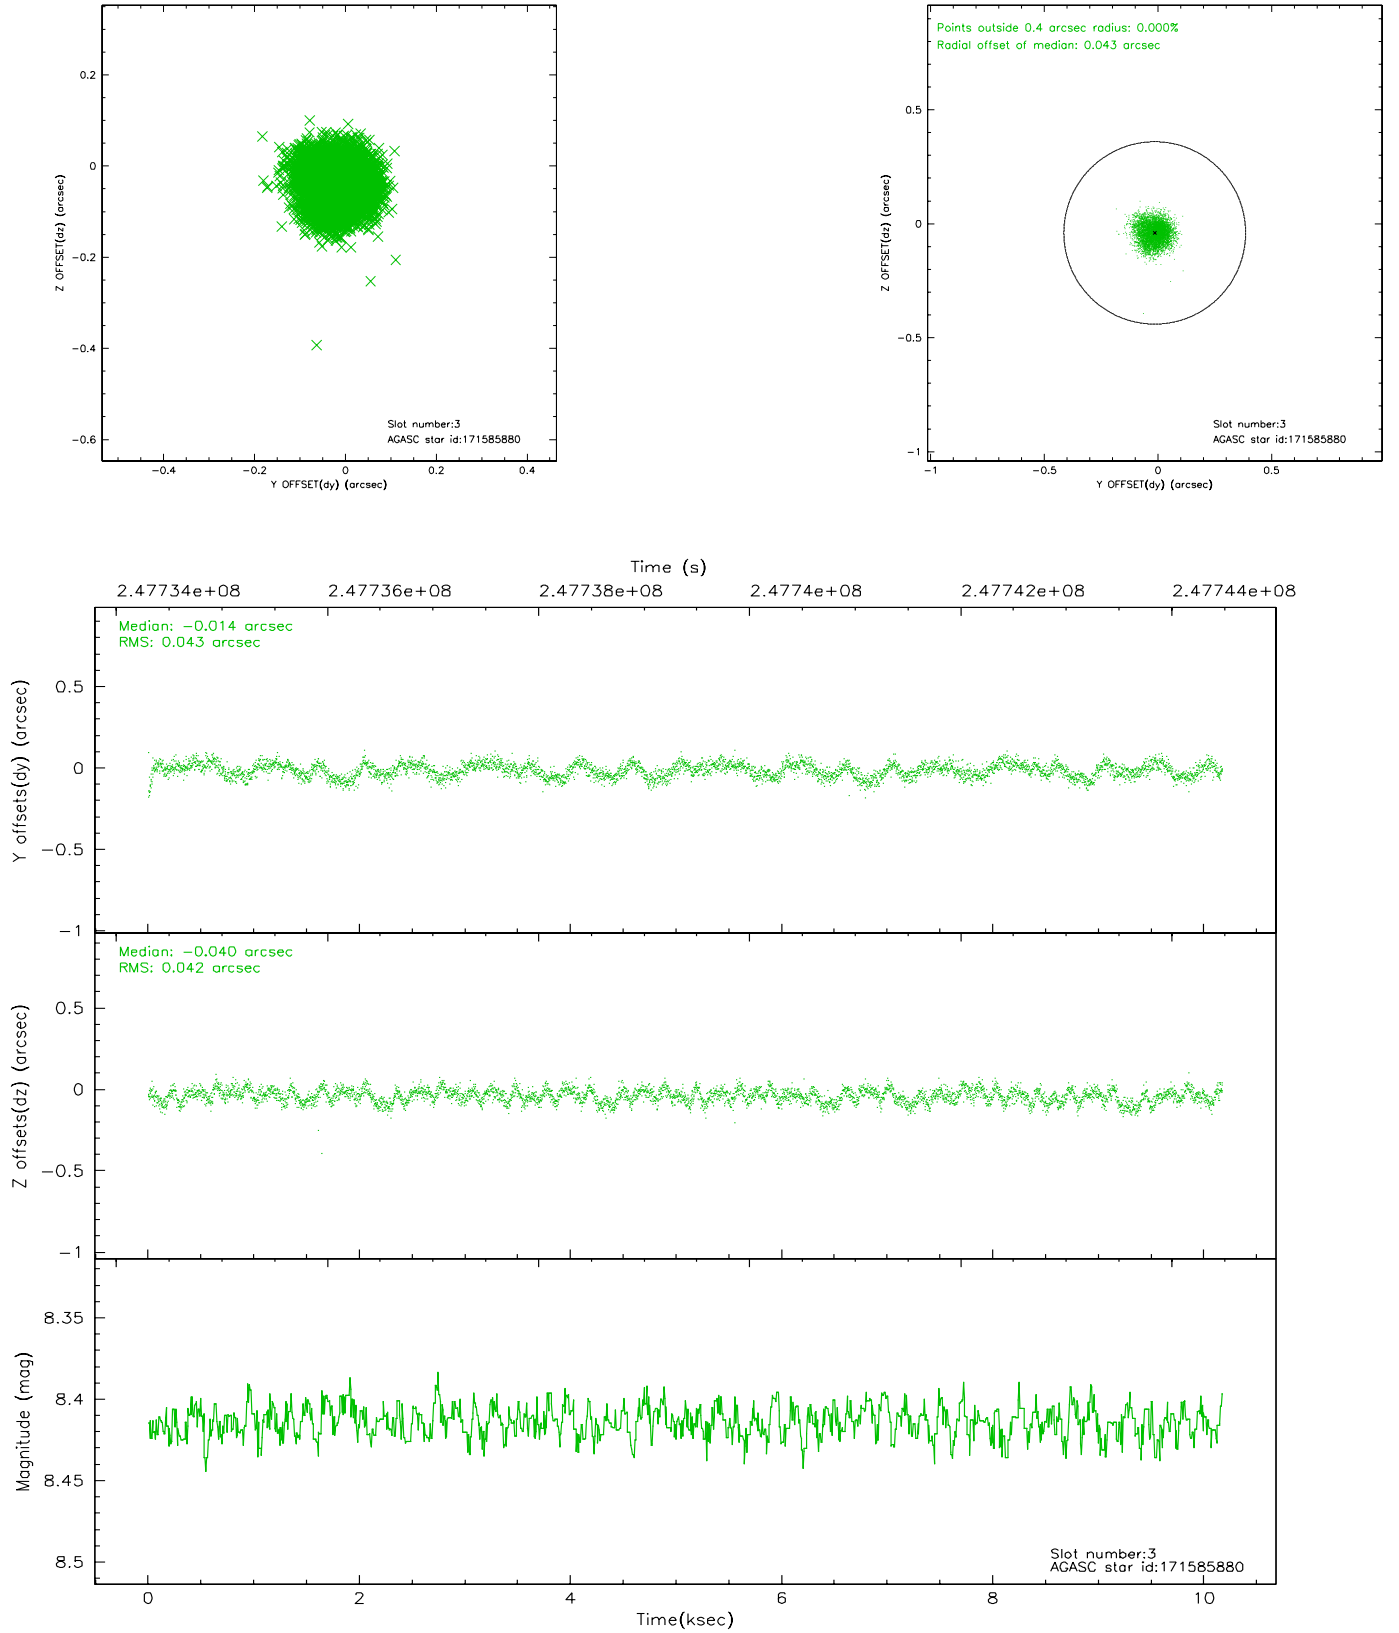 0.2
0
-0.2
-0.4
-0.6
Z OFFSET(dz) (arcsec)
Slot number:3
AGASC star id:171585880
-0.4 -0.2 0 0.2 0.4
Y OFFSET(dy) (arcsec)
Points outside 0.4 arcsec radius: 0.000%
Radial offset of median: 0.043 arcsec
0.5
0
-0.5
-1
Z OFFSET(dz) (arcsec)
Slot number:3
AGASC star id:171585880
-1 -0.5 0 0.5
Y OFFSET(dy) (arcsec)
Time (s)
2.47734e+08 2.47736e+08 2.47738e+08 2.4774e+08 2.47742e+08 2.47744e+08
Median: -0.014 arcsec
RMS: 0.043 arcsec
0.5
0
-0.5
-1
Y offsets(dy) (arcsec)
Median: -0.040 arcsec
RMS: 0.042 arcsec
0.5
0
-0.5
-1
Z offsets(dz) (arcsec)
8.35
8.4
8.45
8.5
Magnitude (mag)
Slot number:3
AGASC star id:171585880
0 2 4 6 8 10
Time(ksec)